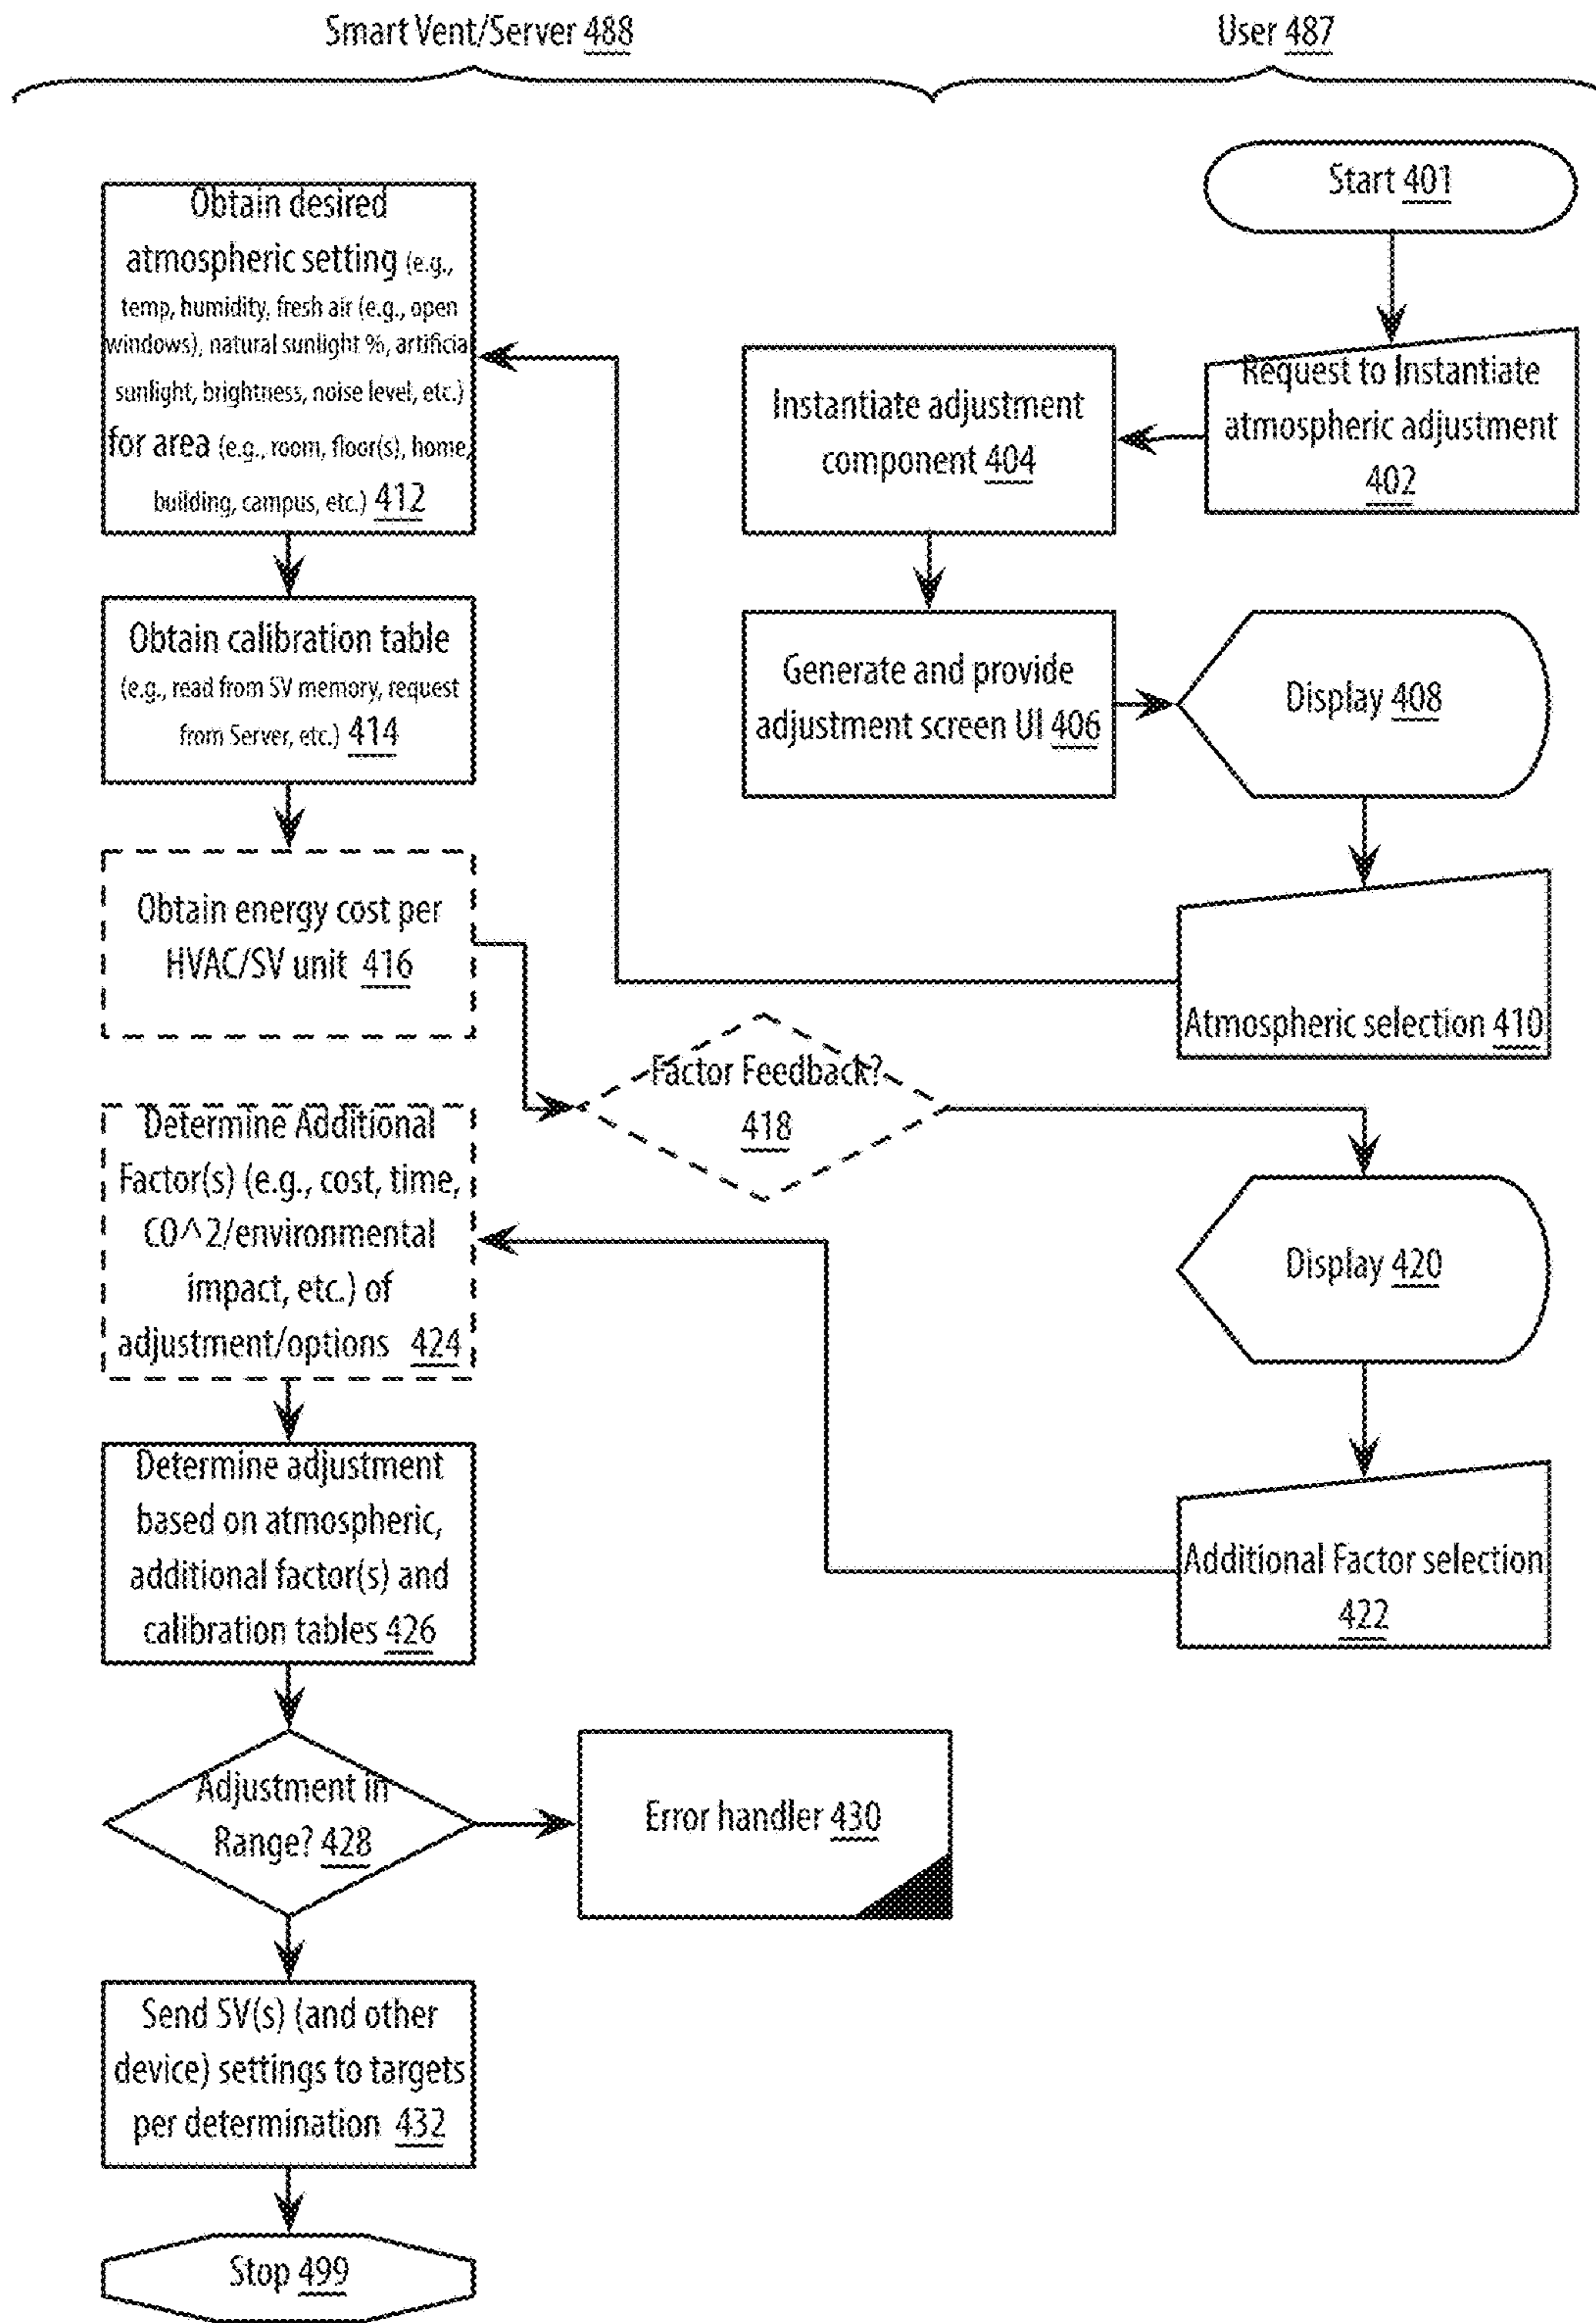 Smart Vent/Server 488
User 487
Start 401
Request to Instantiate
atmospheric adjustment
402
Instantiate adjustment
component 404
Generate and provide
adjustment screen UI 406
Display 408
Atmospheric selection 410
Obtain desired
atmospheric setting (e.g.,
temp, humidity, fresh air (e.g., open
windows), natural sunlight %, artificia
sunlight, brightness, noise level, etc.)
for area (e.g., room, floor(s), home,
building, campus, etc.) 412
Obtain calibration table
(e.g., read from SV memory, request
from Server, etc.) 414
Obtain energy cost per
HVAC/SV unit 416
Factor Feedback?
418
Display 420
Additional Factor selection
422
Determine Additional
Factor(s) (e.g., cost, time,
CO^2/environmental
impact, etc.) of
adjustment/options 424
Determine adjustment
based on atmospheric,
additional factor(s) and
calibration tables 426
Adjustment in
Range? 428
Error handler 430
Send SV(s) (and other
device) settings to targets
per determination 432
Stop 499